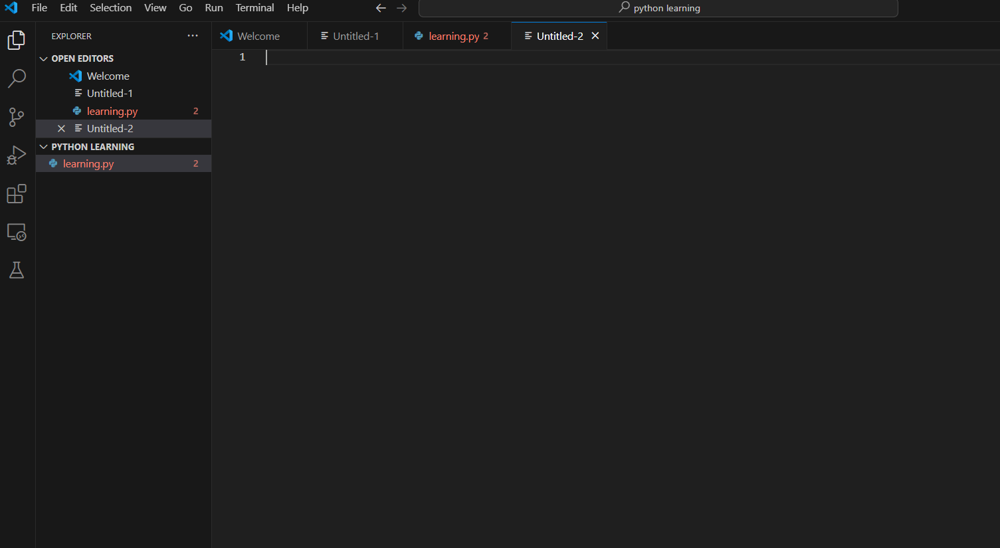 File Edit Selection View Go Run Terminal Help
python learning
EXPLORER
Welcome
Untitled-1
learning.py 2
Untitled-2
OPEN EDITORS
Welcome
Untitled-1
learning.py 2
Untitled-2
PYTHON LEARNING
learning.py 2
1